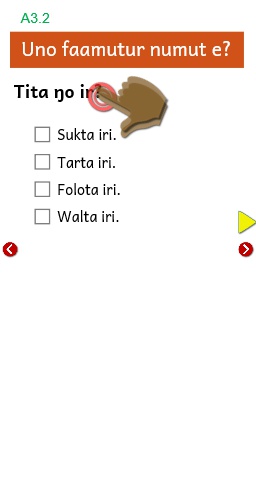 A3.2
Uno faamutur numut e?
Tita ŋo iri?
Sukta iri.
Tarta iri.
Folota iri.
Walta iri.